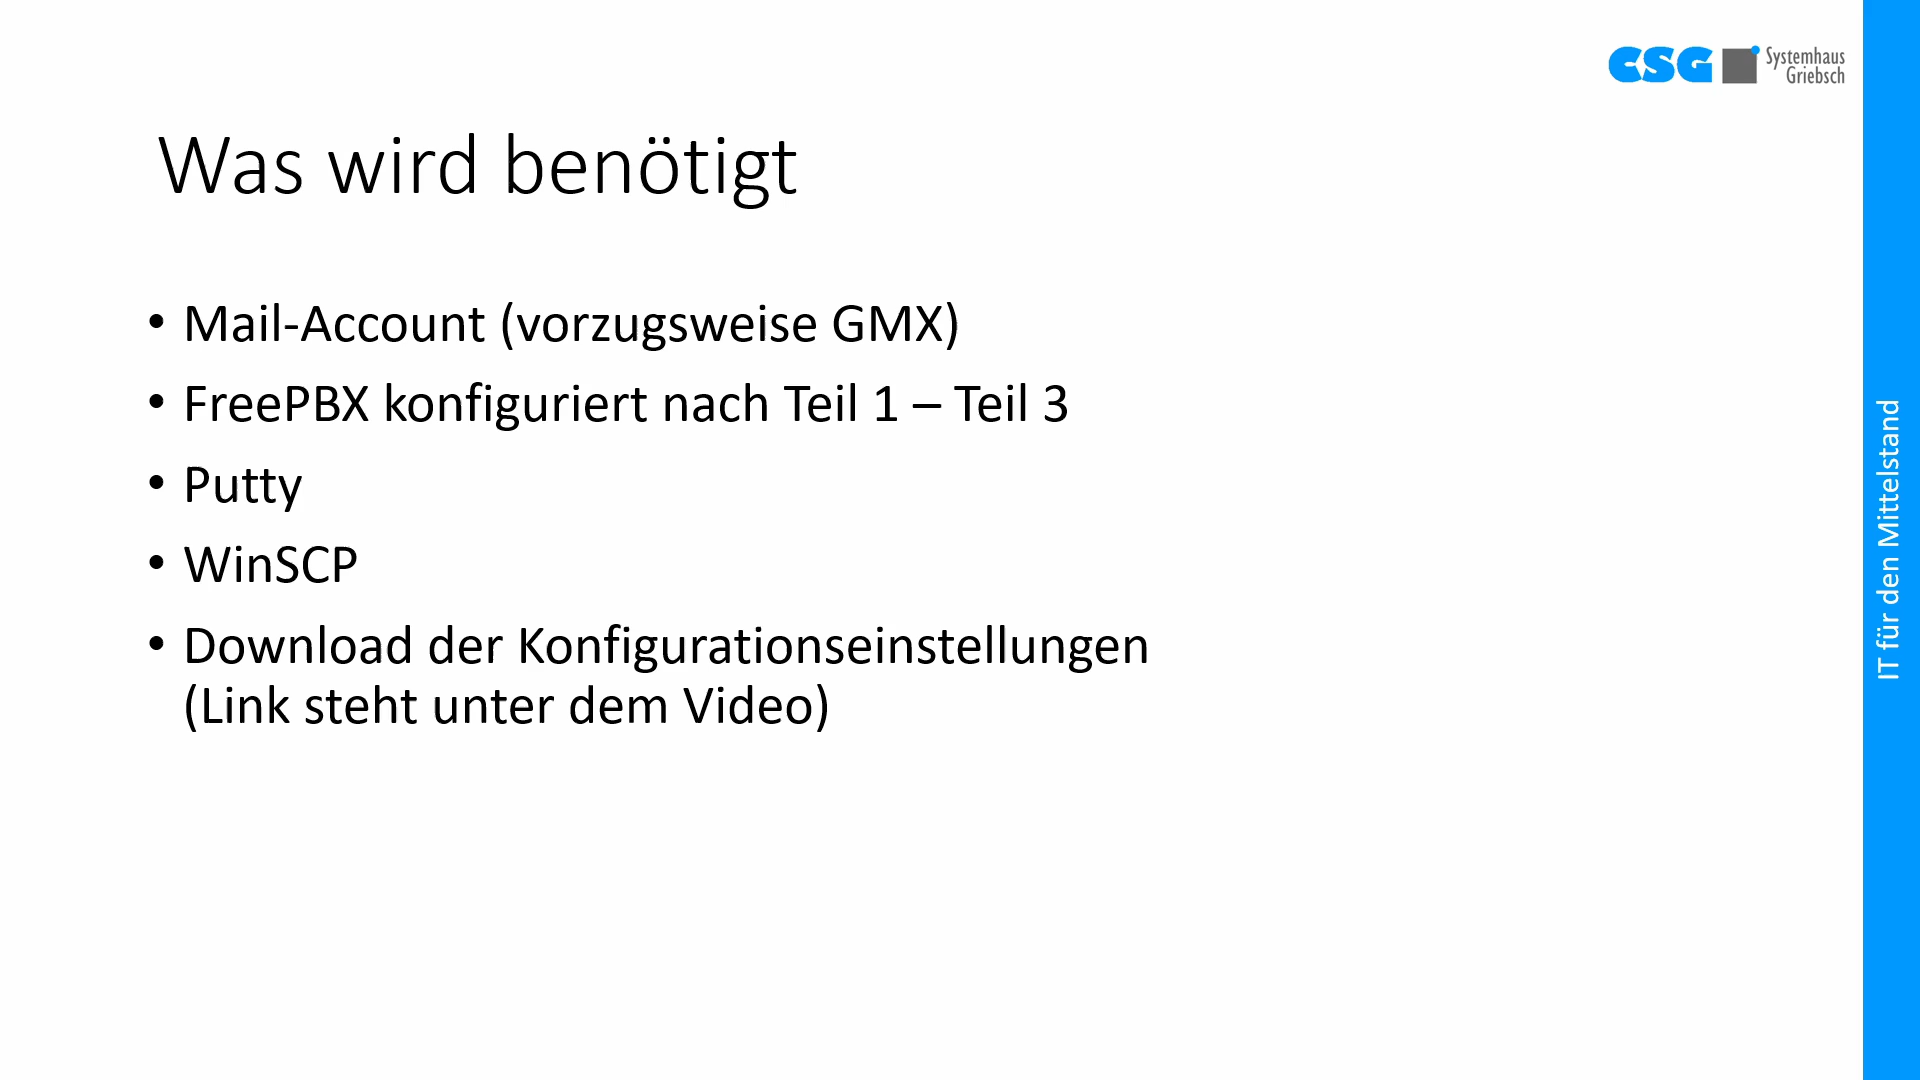 CSG Systemhaus
Griebsch
Was wird benötigt
• Mail-Account (vorzugsweise GMX)
• FreePBX konfiguriert nach Teil 1 – Teil 3
• Putty
• WinSCP
• Download der Konfigurationseinstellungen
(Link steht unter dem Video)
IT für den Mittelstand